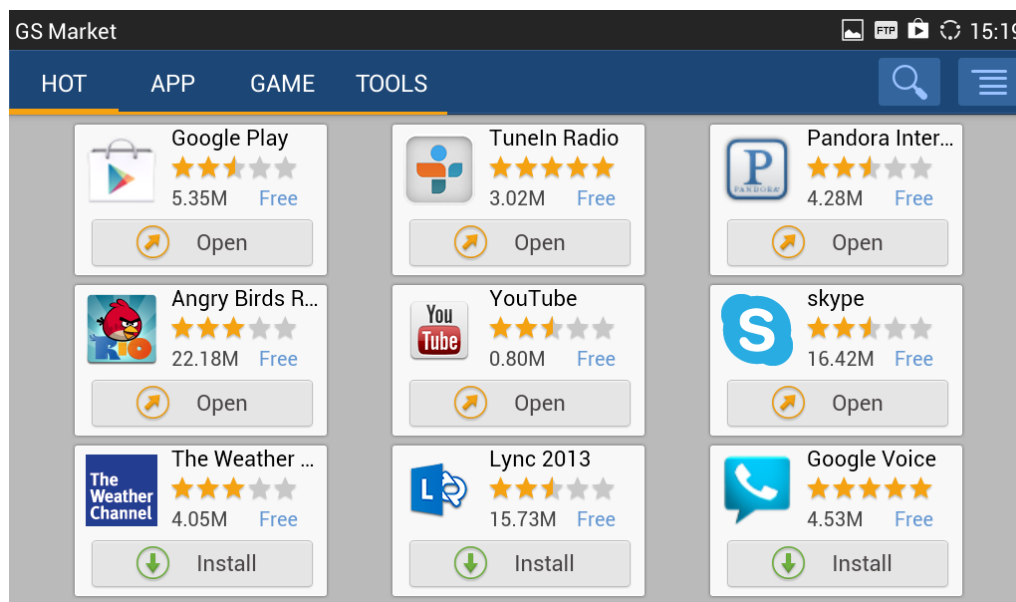 GS Market FTP 15:19
HOT APP GAME TOOLS
Google Play TuneIn Radio Pandora Inter...
5.35M Free 3.02M Free P PANDORA 4.28M Free
Open Open Open
Angry Birds R... YouTube skype
RIO 22.18M Free You Tube 0.80M Free S 16.42M Free
Open Open Open
The Weather ... Lync 2013 Google Voice
The Weather Channel 4.05M Free L 15.73M Free 4.53M Free
Install Install Install